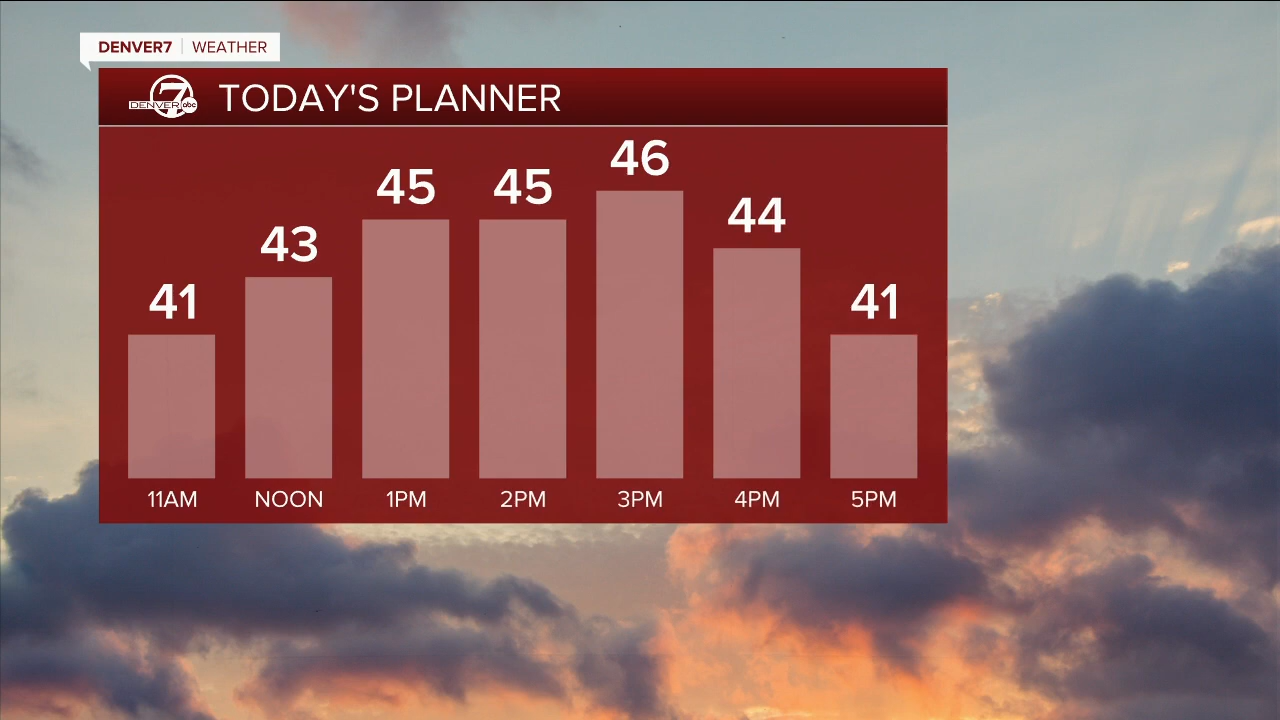 DENVER7 | WEATHER
7
DENVER abc
TODAY'S PLANNER
41 43 45 45 46 44 41
11AM NOON 1PM 2PM 3PM 4PM 5PM